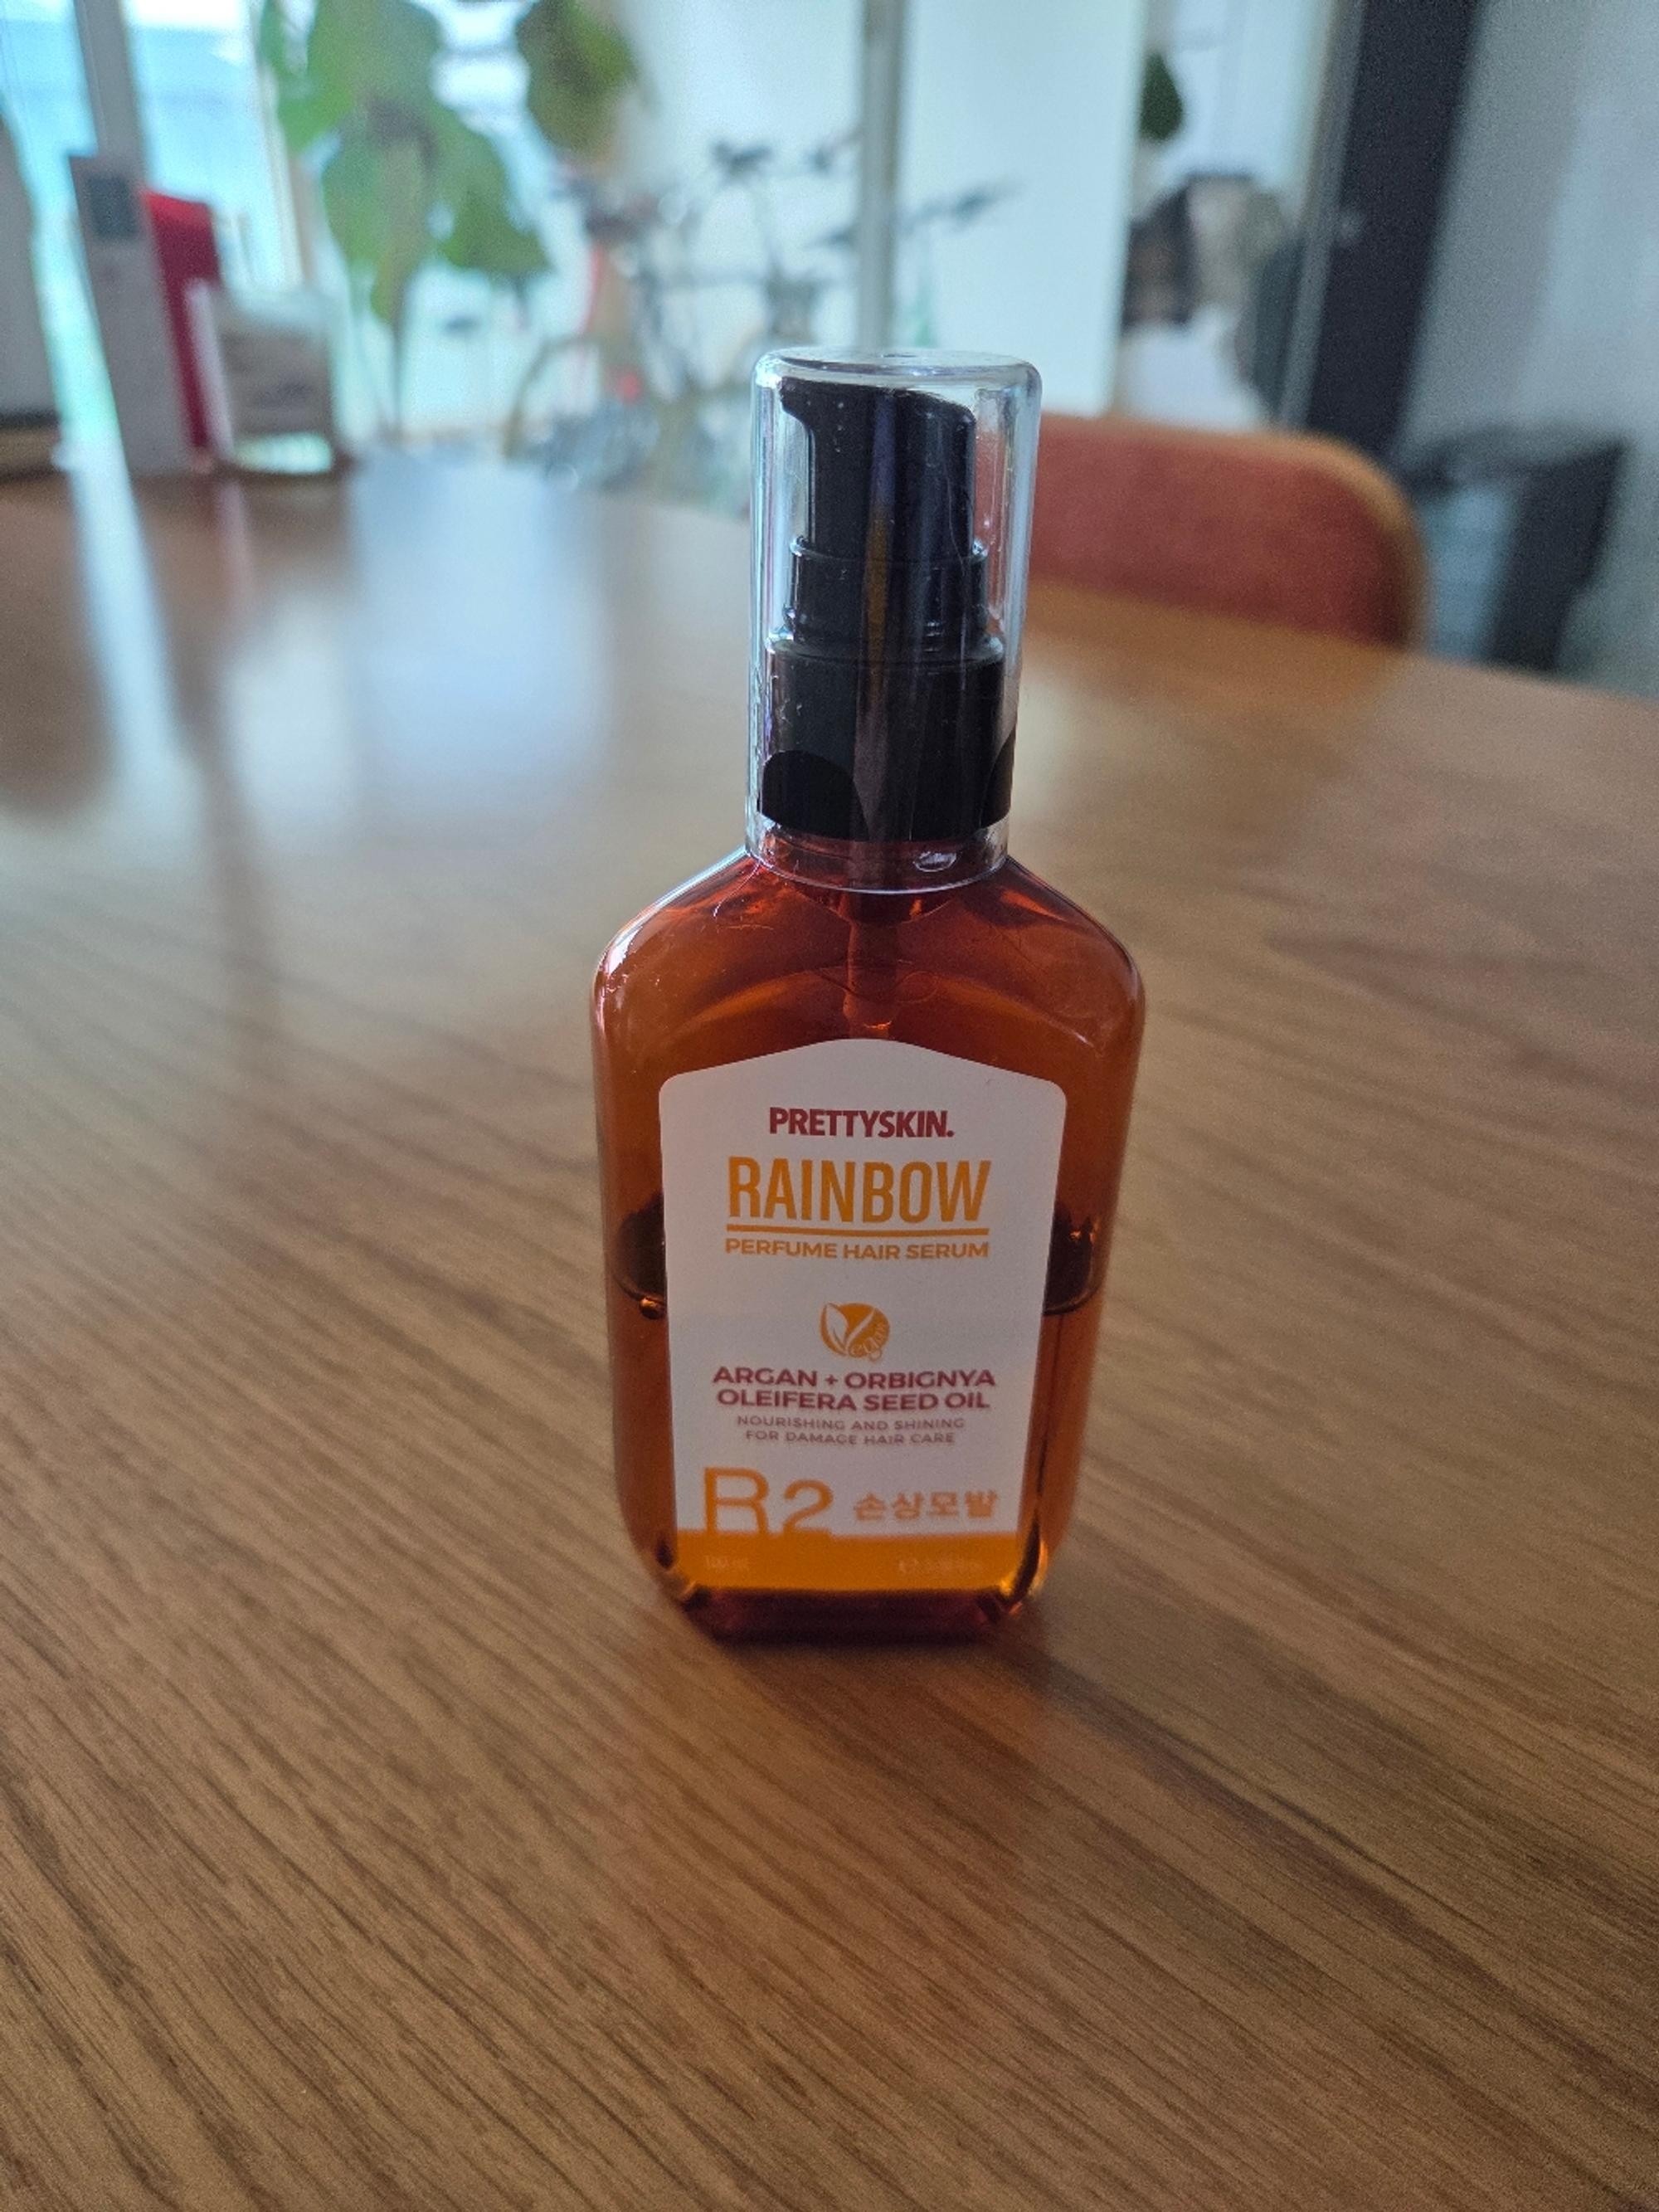 PRETTYSKIN.
RAINBOW
PERFUME HAIR SERUM
ARGAN + ORBIGNYA
OLEIFERA SEED OIL
NOURISHING AND SHINING
FOR DAMAGE HAIR CARE
R2 손상모발